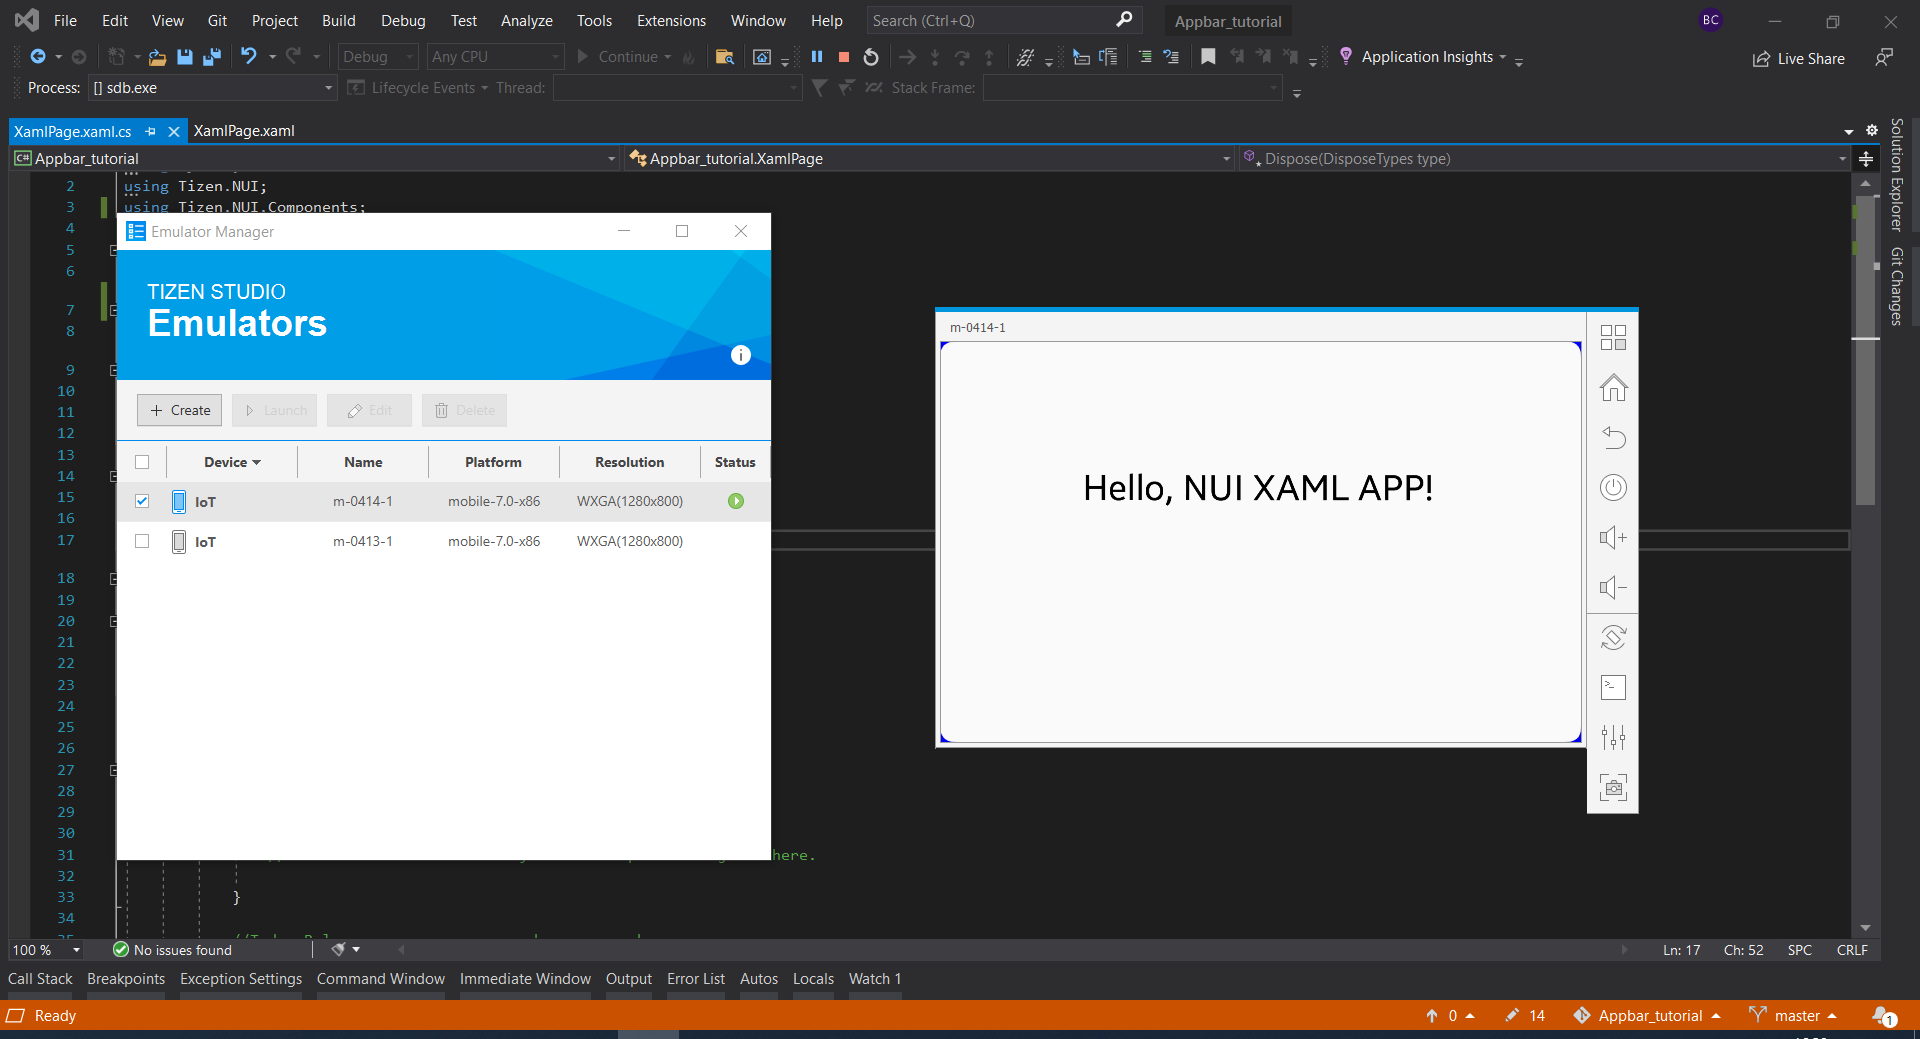 File Edit View Git Project Build Debug Test Analyze Tools Extensions Window Help Search (Ctrl+Q) Appbar_tutorial BC
Debug Any CPU Continue Application Insights Live Share
Process: [] sdb.exe Lifecycle Events Thread: Stack Frame:
XamlPage.xaml.cs XamlPage.xaml
C# Appbar_tutorial Appbar_tutorial.XamlPage Dispose(DisposeTypes type)
Solution Explorer
Git Changes
2 using Tizen.NUI;
3 using Tizen.NUI.Components;
4
5
6
7
8
9
10
11
12
13
14
15
16
17
18
19
20
21
22
23
24
25
26
27
28
29
30
31 here.
32
33 }
34
35
Emulator Manager
TIZEN STUDIO
Emulators
Create Launch Edit Delete
Device Name Platform Resolution Status
IoT m-0414-1 mobile-7.0-x86 WXGA(1280x800)
IoT m-0413-1 mobile-7.0-x86 WXGA(1280x800)
m-0414-1
Hello, NUI XAML APP!
100 % No issues found Ln: 17 Ch: 52 SPC CRLF
Call Stack Breakpoints Exception Settings Command Window Immediate Window Output Error List Autos Locals Watch 1
Ready 0 14 Appbar_tutorial master 1